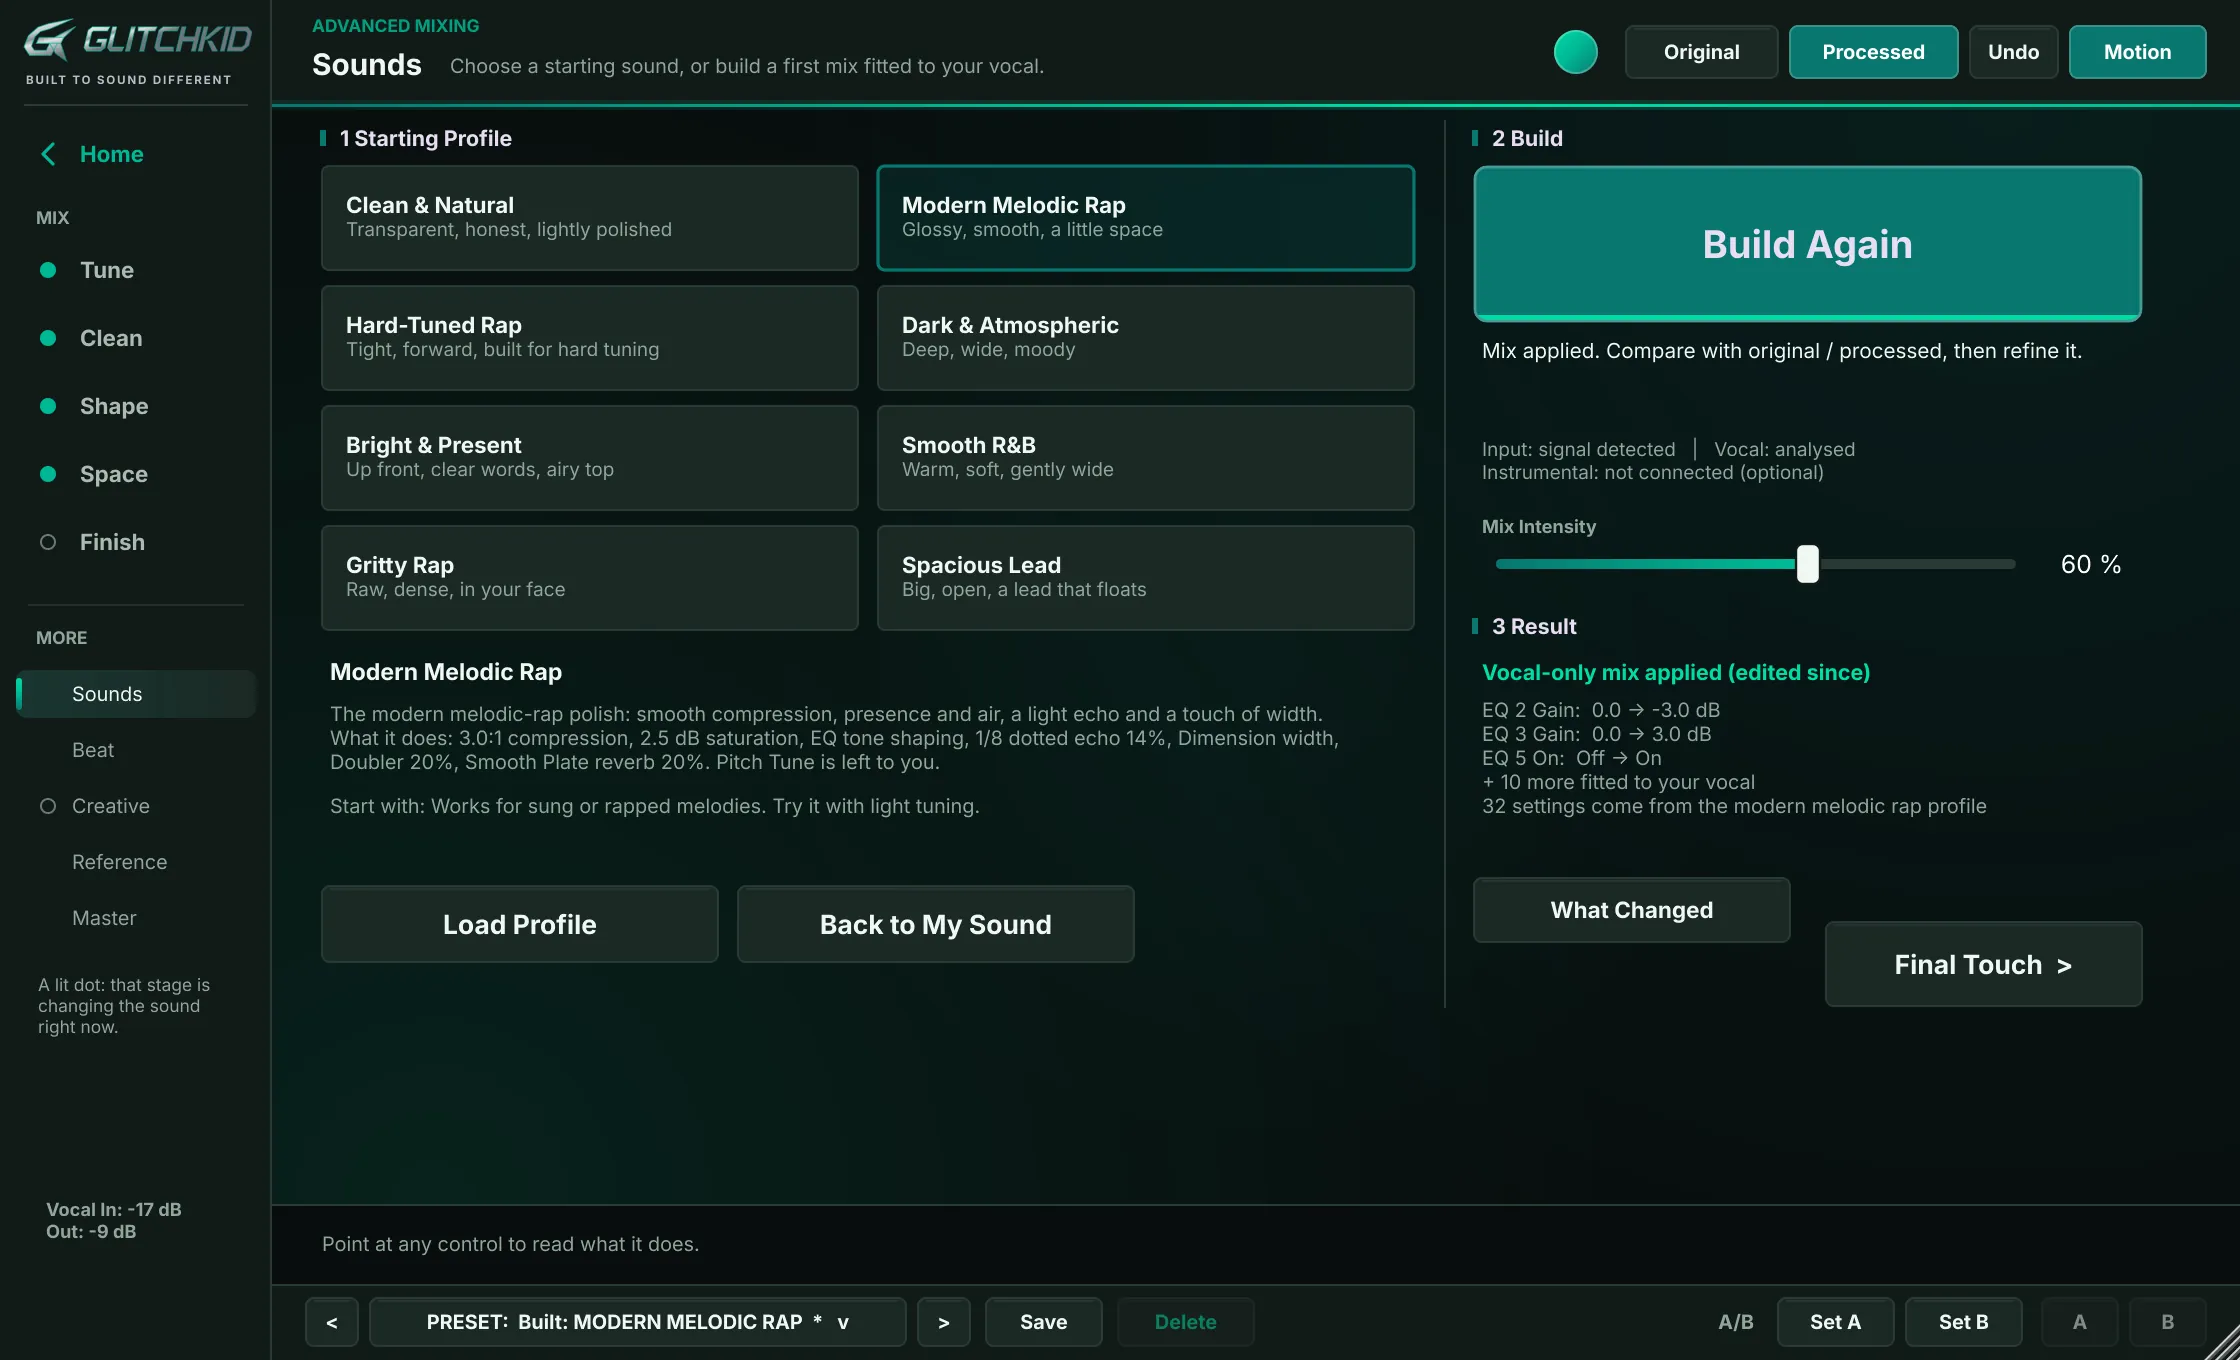 GLITCHKID
BUILT TO SOUND DIFFERENT
Home
MIX
Tune
Clean
Shape
Space
Finish
MORE
Sounds
Beat
Creative
Reference
Master
A lit dot: that stage is
changing the sound
right now.
Vocal In: -17 dB
Out: -9 dB
ADVANCED MIXING
Sounds
Choose a starting sound, or build a first mix fitted to your vocal.
Original
Processed
Undo
Motion
1 Starting Profile
Clean & Natural
Transparent, honest, lightly polished
Modern Melodic Rap
Glossy, smooth, a little space
Hard-Tuned Rap
Tight, forward, built for hard tuning
Dark & Atmospheric
Deep, wide, moody
Bright & Present
Up front, clear words, airy top
Smooth R&B
Warm, soft, gently wide
Gritty Rap
Raw, dense, in your face
Spacious Lead
Big, open, a lead that floats
Modern Melodic Rap
The modern melodic-rap polish: smooth compression, presence and air, a light echo and a touch of width.
What it does: 3.0:1 compression, 2.5 dB saturation, EQ tone shaping, 1/8 dotted echo 14%, Dimension width,
Doubler 20%, Smooth Plate reverb 20%. Pitch Tune is left to you.
Start with: Works for sung or rapped melodies. Try it with light tuning.
Load Profile
Back to My Sound
2 Build
Build Again
Mix applied. Compare with original / processed, then refine it.
Input: signal detected | Vocal: analysed
Instrumental: not connected (optional)
Mix Intensity
60 %
3 Result
Vocal-only mix applied (edited since)
EQ 2 Gain: 0.0 → -3.0 dB
EQ 3 Gain: 0.0 → 3.0 dB
EQ 5 On: Off → On
+ 10 more fitted to your vocal
32 settings come from the modern melodic rap profile
What Changed
Final Touch >
Point at any control to read what it does.
<
PRESET: Built: MODERN MELODIC RAP * v
>
Save
Delete
A/B
Set A
Set B
A
B